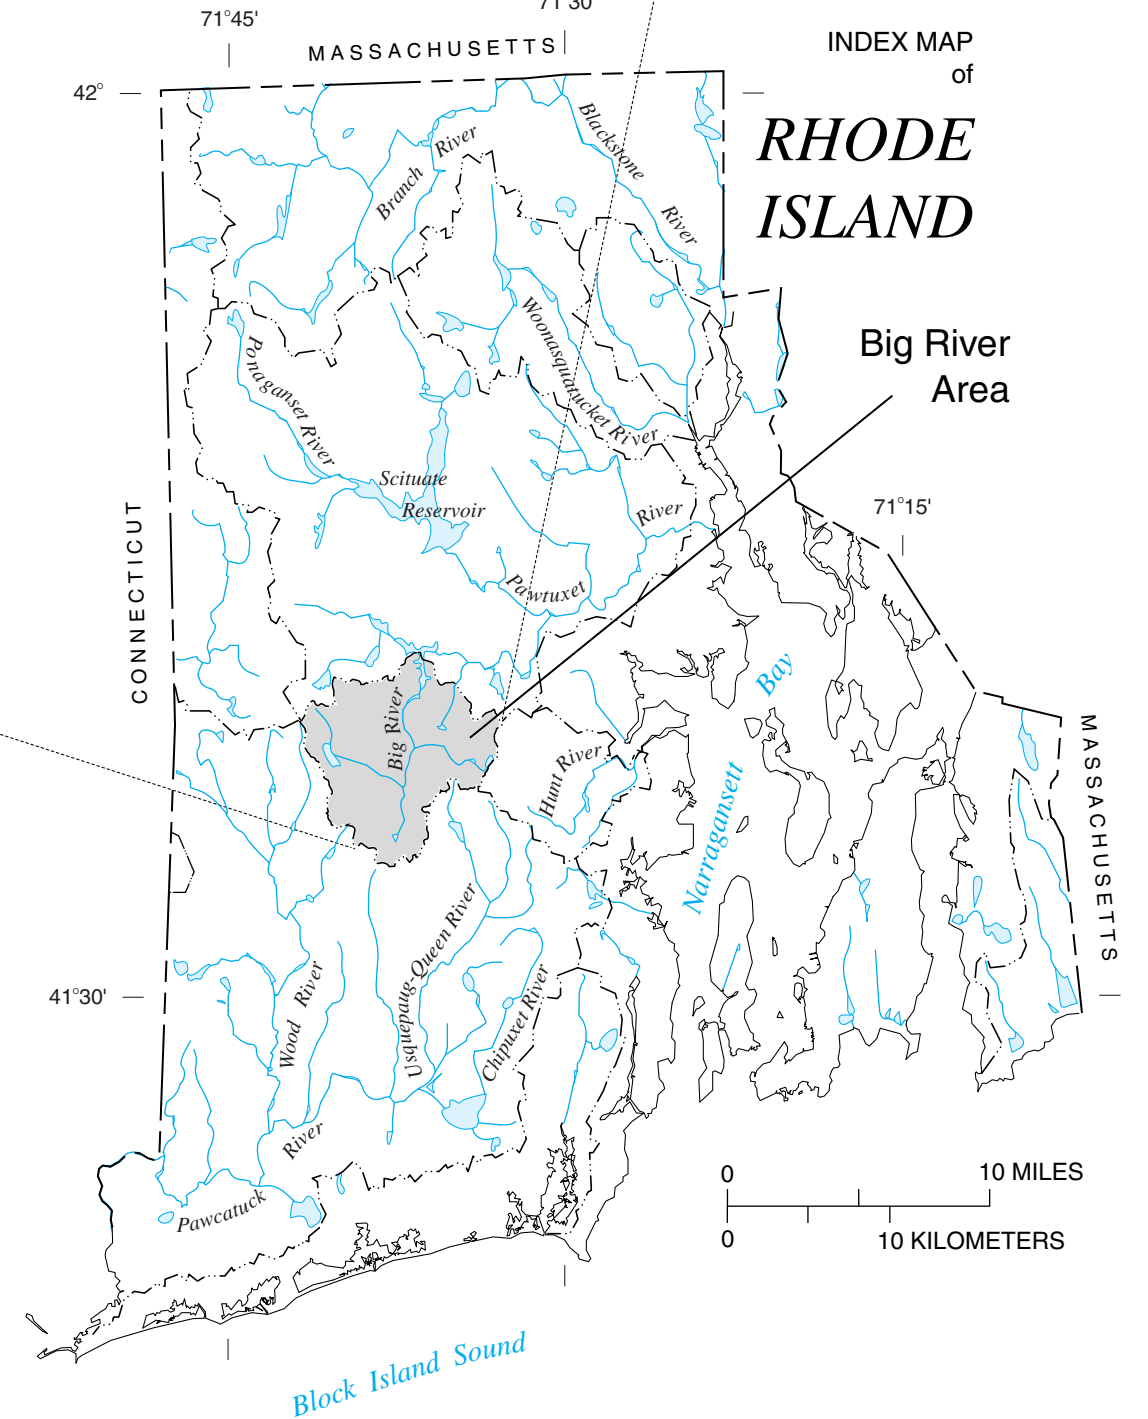 71°45'
71°30
MASSACHUSETTS
INDEX MAP
of
RHODE
ISLAND
42°
Branch River
Blackstone River
Woonasquatucket River
Ponaganset River
Big River
Area
Scituate
Reservoir
River
Pawtuxet
71°15'
CONNECTICUT
Big River
Hunt River
Narragansett Bay
MASSACHUSETTS
Usquepaug-Queen River
Chipuxet River
Wood River
41°30'
River
Pawcatuck
0 10 MILES
0 10 KILOMETERS
Block Island Sound